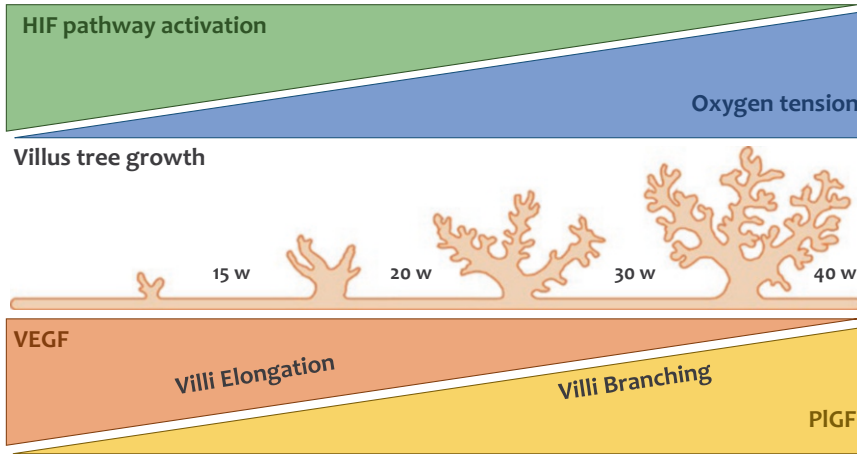 HIF pathway activation
Oxygen tension
Villus tree growth
15 w
20 w
30 w
40 w
VEGF
Villi Elongation
Villi Branching
PlGF